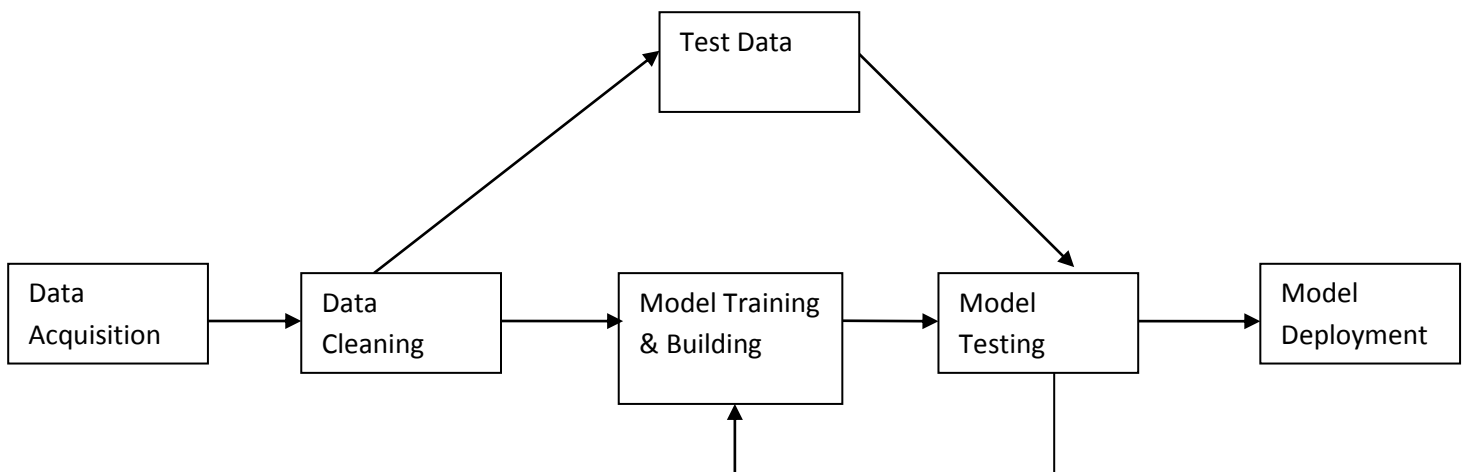 Test Data
Data
Acquisition
Data
Cleaning
Model Training
& Building
Model
Testing
Model
Deployment